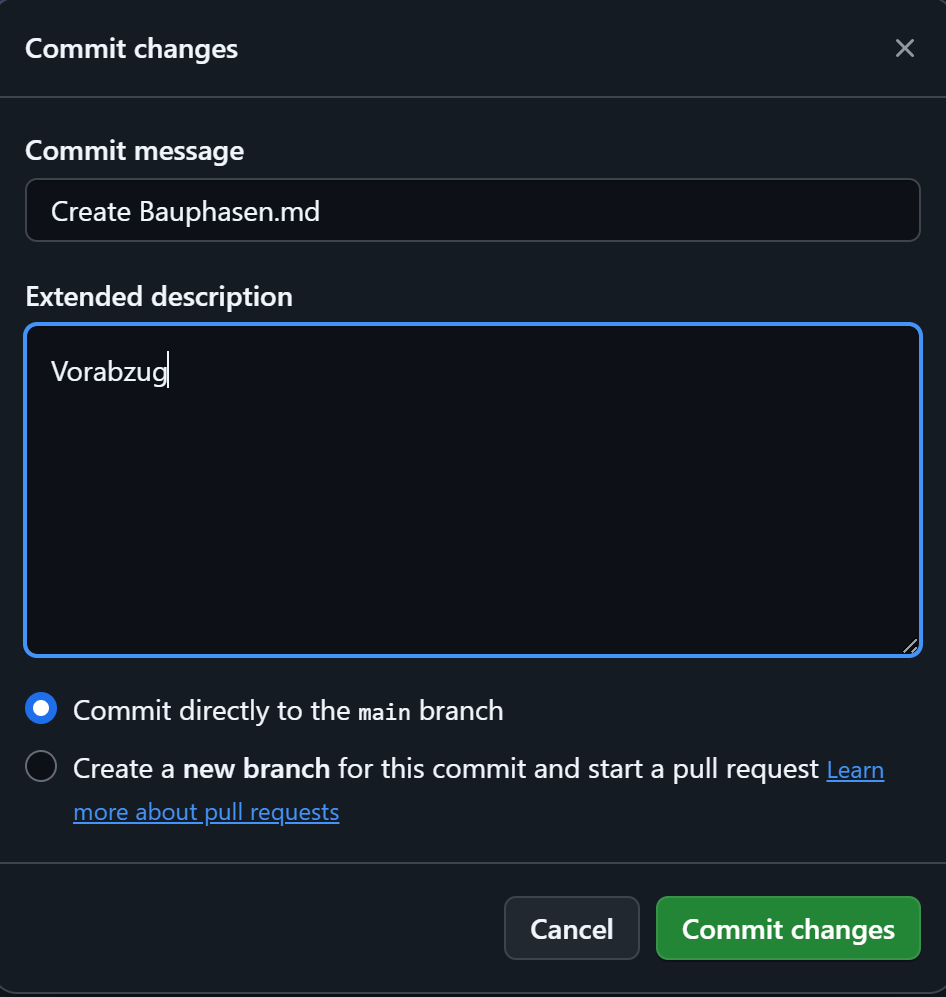 Commit changes
Commit message
Create Bauphasen.md
Extended description
Vorabzug
Commit directly to the main branch
Create a new branch for this commit and start a pull request Learn
more about pull requests
Cancel
Commit changes